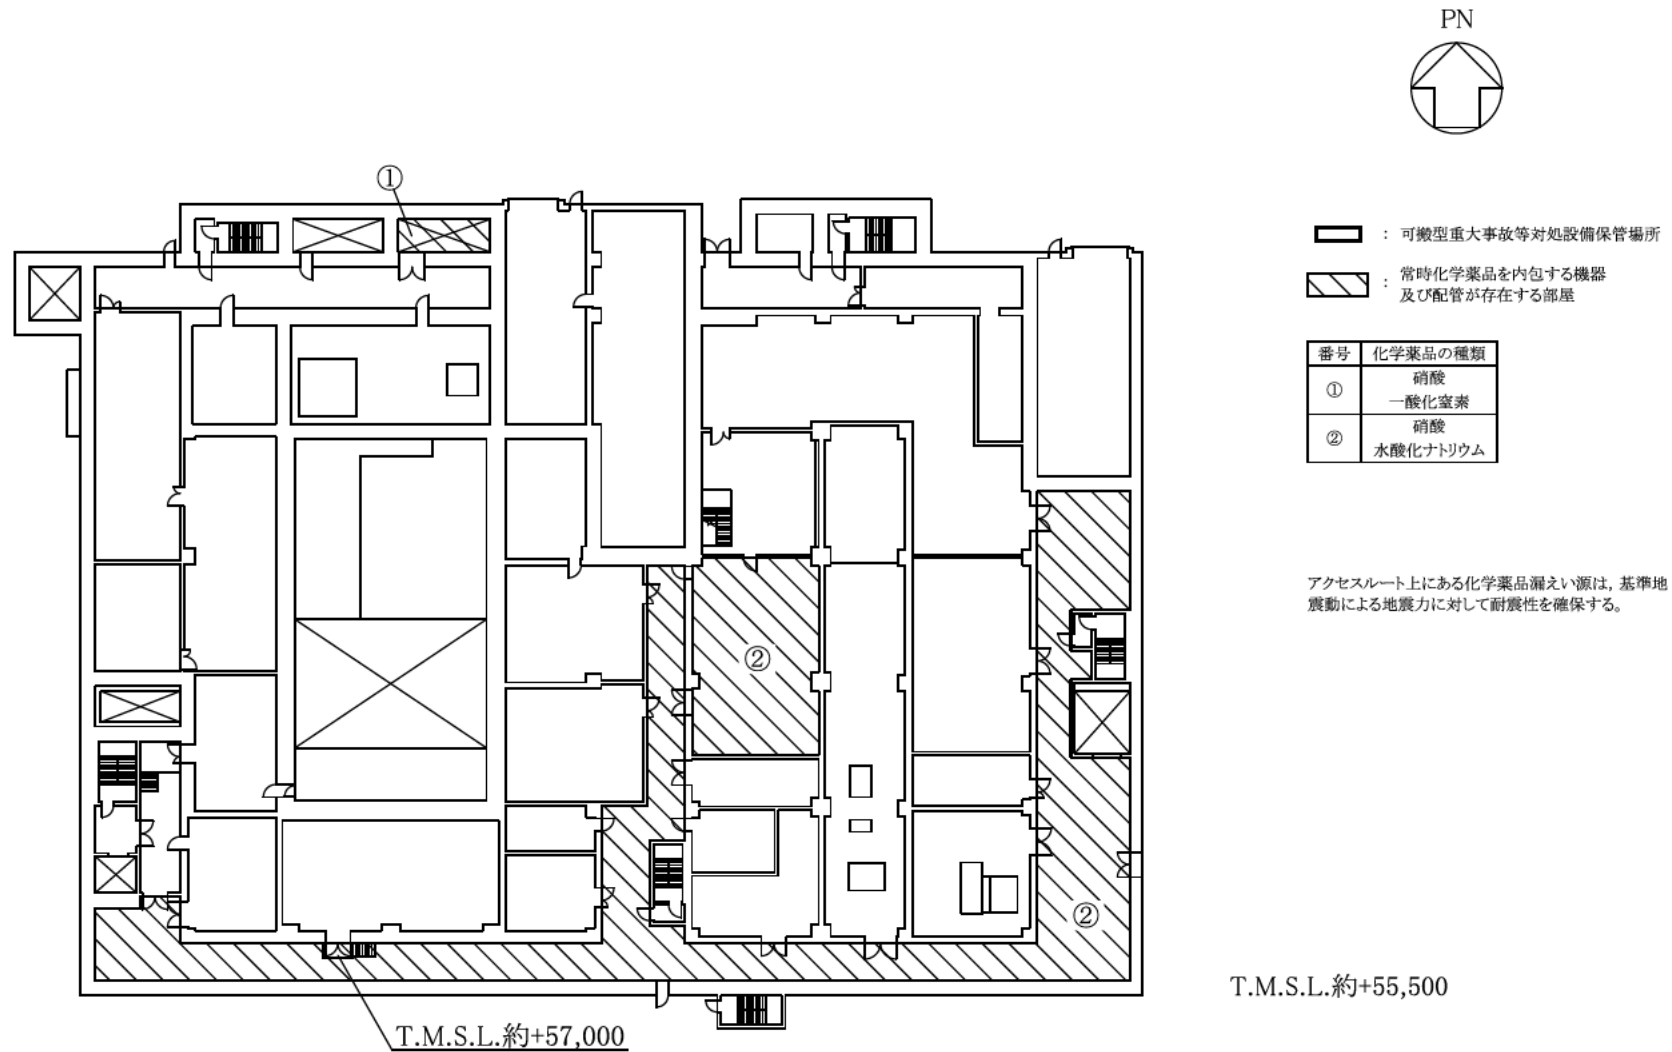 PN
①
： 可搬型重大事故等対処設備保管場所
： 常時化学薬品を内包する機器
及び配管が存在する部屋
番号 化学薬品の種類
① 硝酸
一酸化窒素
② 硝酸
水酸化ナトリウム
アクセスルート上にある化学薬品漏えい源は，基準地
震動による地震力に対して耐震性を確保する。
②
②
T.M.S.L.約+55,500
T.M.S.L.約+57,000